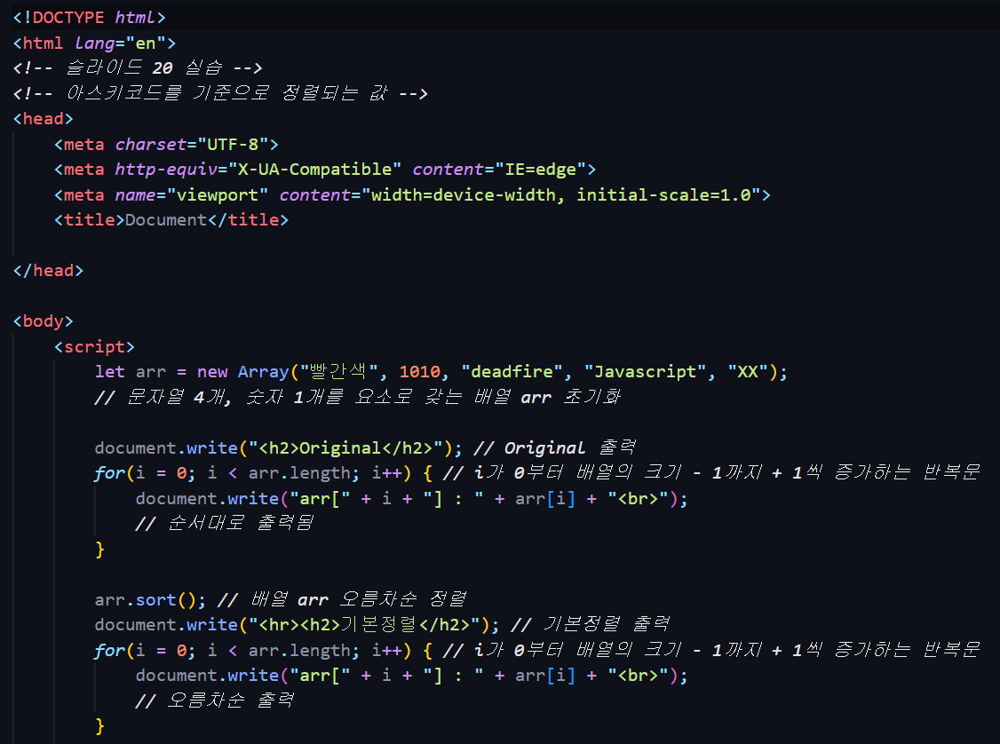 <!DOCTYPE html>
<html lang="en">
<!-- 슬라이드 20 실습 -->
<!-- 아스키코드를 기준으로 정렬되는 값 -->
<head>
    <meta charset="UTF-8">
    <meta http-equiv="X-UA-Compatible" content="IE=edge">
    <meta name="viewport" content="width=device-width, initial-scale=1.0">
    <title>Document</title>
</head>
<body>
    <script>
        let arr = new Array("빨간색", 1010, "deadfire", "Javascript", "XX");
        // 문자열 4개, 숫자 1개를 요소로 갖는 배열 arr 초기화
        document.write("<h2>Original</h2>"); // Original 출력
        for(i = 0; i < arr.length; i++) { // i가 0부터 배열의 크기 - 1까지 + 1씩 증가하는 반복문
            document.write("arr[" + i + "] : " + arr[i] + "<br>");
            // 순서대로 출력됨
        }
        arr.sort(); // 배열 arr 오름차순 정렬
        document.write("<hr><h2>기본정렬</h2>"); // 기본정렬 출력
        for(i = 0; i < arr.length; i++) { // i가 0부터 배열의 크기 - 1까지 + 1씩 증가하는 반복문
            document.write("arr[" + i + "] : " + arr[i] + "<br>");
            // 오름차순 출력
        }